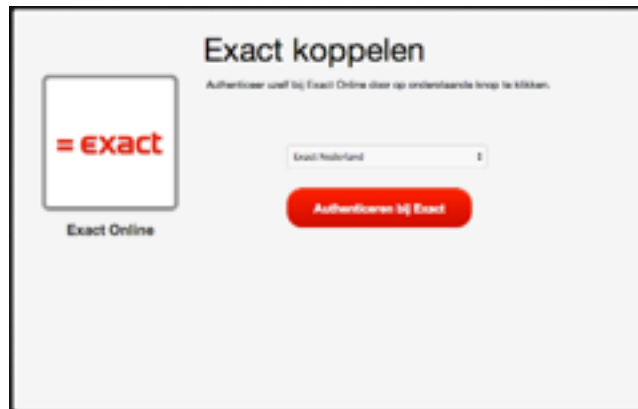 Exact koppelen
Authenticeer uzelf bij Exact Online door op onderstaande knop te klikken.
= exact
Exact Nederland
Authenticeren bij Exact
Exact Online